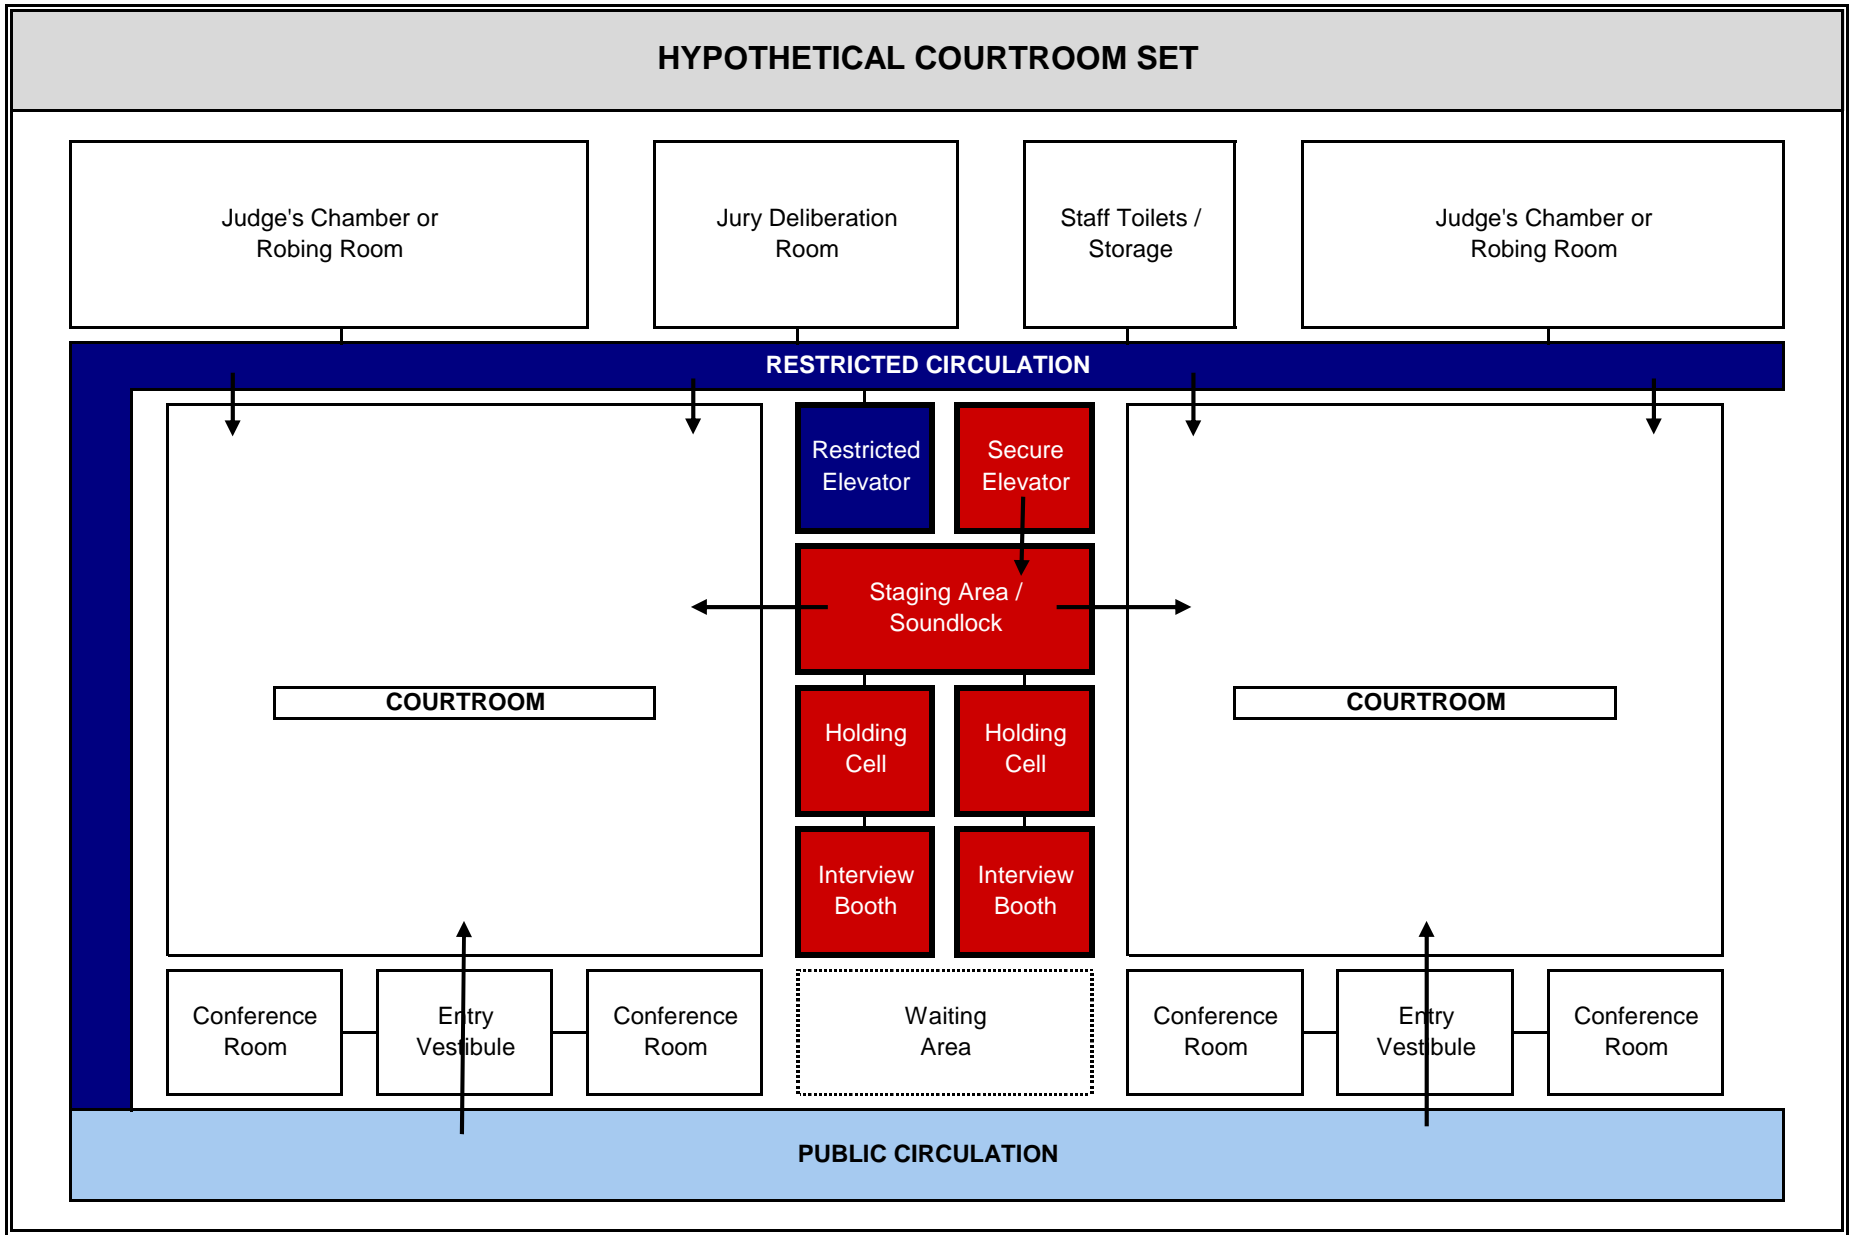 HYPOTHETICAL COURTROOM SET
Judge's Chamber or
Robing Room
Jury Deliberation
Room
Staff Toilets /
Storage
Judge's Chamber or
Robing Room
RESTRICTED CIRCULATION
Restricted
Elevator
Secure
Elevator
Staging Area /
Soundlock
COURTROOM
COURTROOM
Holding
Cell
Holding
Cell
Interview
Booth
Interview
Booth
Conference
Room
Entry
Vestibule
Conference
Room
Waiting
Area
Conference
Room
Entry
Vestibule
Conference
Room
PUBLIC CIRCULATION